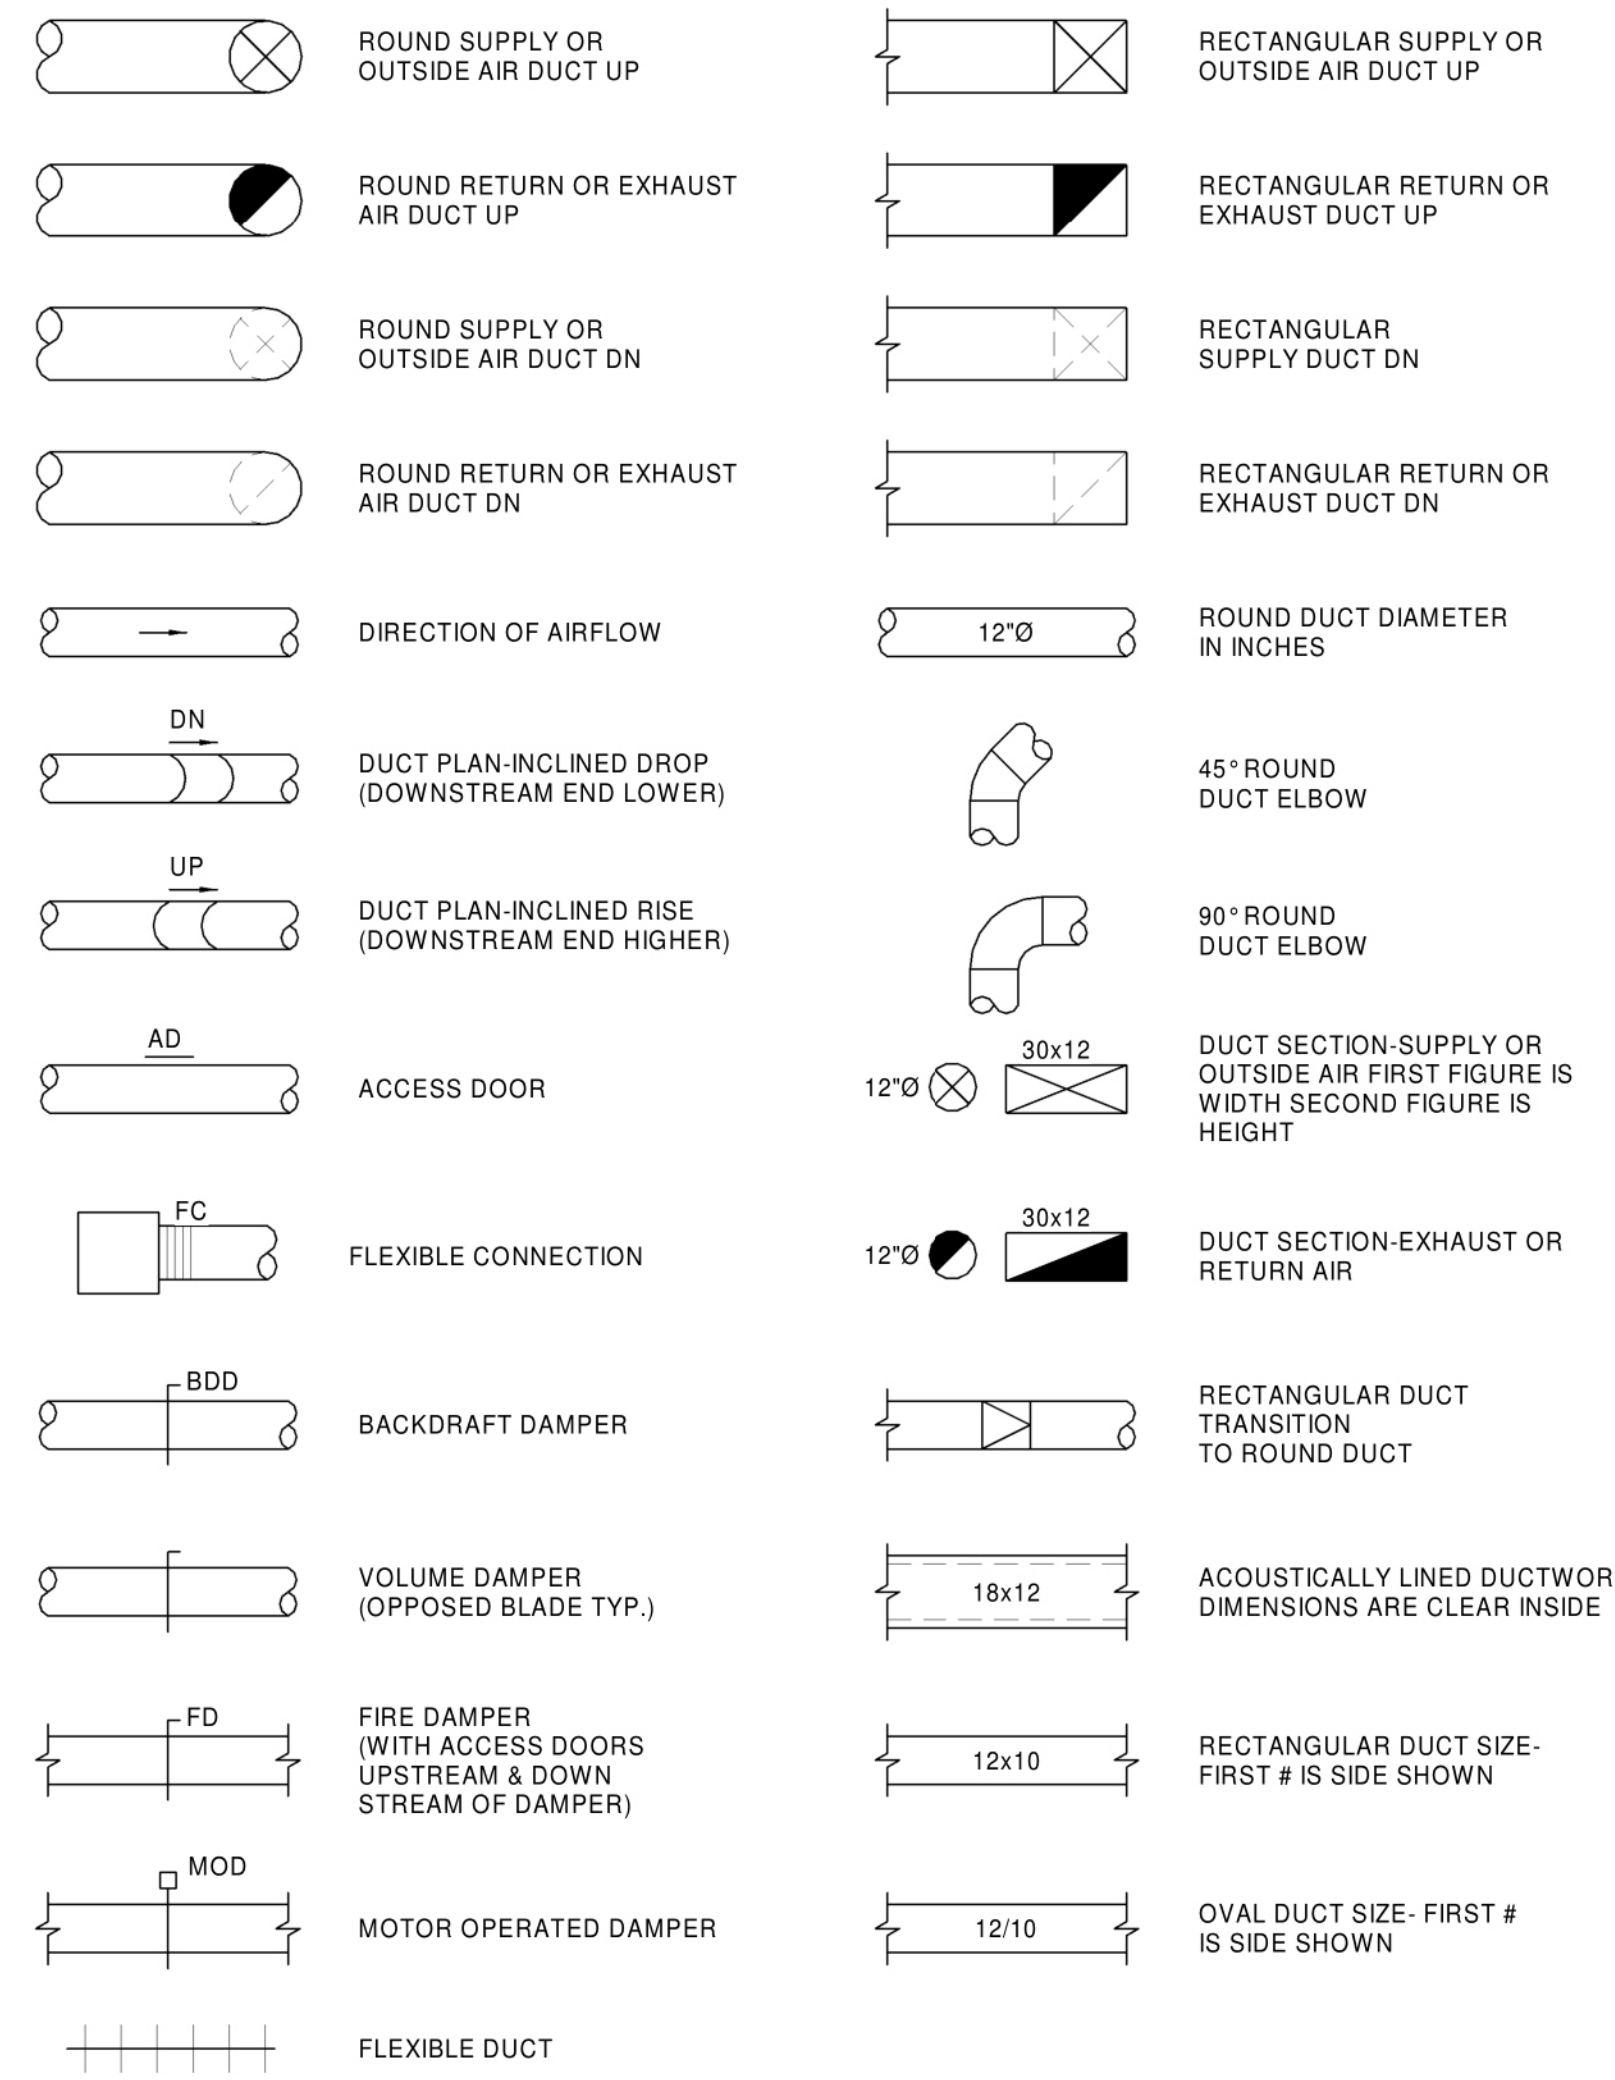 ROUND SUPPLY OR
OUTSIDE AIR DUCT UP
RECTANGULAR SUPPLY OR
OUTSIDE AIR DUCT UP
ROUND RETURN OR EXHAUST
AIR DUCT UP
RECTANGULAR RETURN OR
EXHAUST DUCT UP
ROUND SUPPLY OR
OUTSIDE AIR DUCT DN
RECTANGULAR
SUPPLY DUCT DN
ROUND RETURN OR EXHAUST
AIR DUCT DN
RECTANGULAR RETURN OR
EXHAUST DUCT DN
DIRECTION OF AIRFLOW
12"Ø
ROUND DUCT DIAMETER
IN INCHES
DN
DUCT PLAN-INCLINED DROP
(DOWNSTREAM END LOWER)
45° ROUND
DUCT ELBOW
UP
DUCT PLAN-INCLINED RISE
(DOWNSTREAM END HIGHER)
90° ROUND
DUCT ELBOW
AD
ACCESS DOOR
12"Ø
30x12
DUCT SECTION-SUPPLY OR
OUTSIDE AIR FIRST FIGURE IS
WIDTH SECOND FIGURE IS
HEIGHT
FC
FLEXIBLE CONNECTION
12"Ø
30x12
DUCT SECTION-EXHAUST OR
RETURN AIR
BDD
BACKDRAFT DAMPER
RECTANGULAR DUCT
TRANSITION
TO ROUND DUCT
VOLUME DAMPER
(OPPOSED BLADE TYP.)
18x12
ACOUSTICALLY LINED DUCTWOR
DIMENSIONS ARE CLEAR INSIDE
FD
FIRE DAMPER
(WITH ACCESS DOORS
UPSTREAM & DOWN
STREAM OF DAMPER)
12x10
RECTANGULAR DUCT SIZE-
FIRST # IS SIDE SHOWN
MOD
MOTOR OPERATED DAMPER
12/10
OVAL DUCT SIZE- FIRST #
IS SIDE SHOWN
FLEXIBLE DUCT